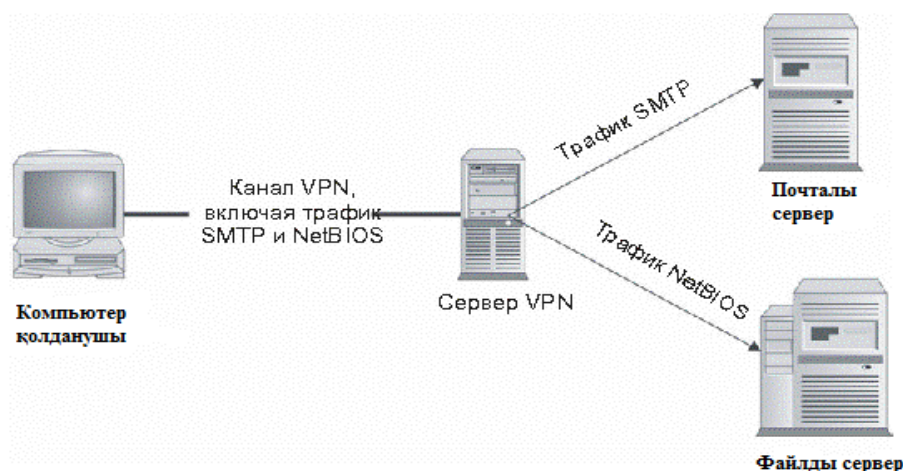 Компьютер
қолданушы
Канал VPN,
включая трафик
SMTP и NetBIOS
Сервер VPN
Трафик SMTP
Трафик NetBIOS
Почталы
сервер
Файлды сервер